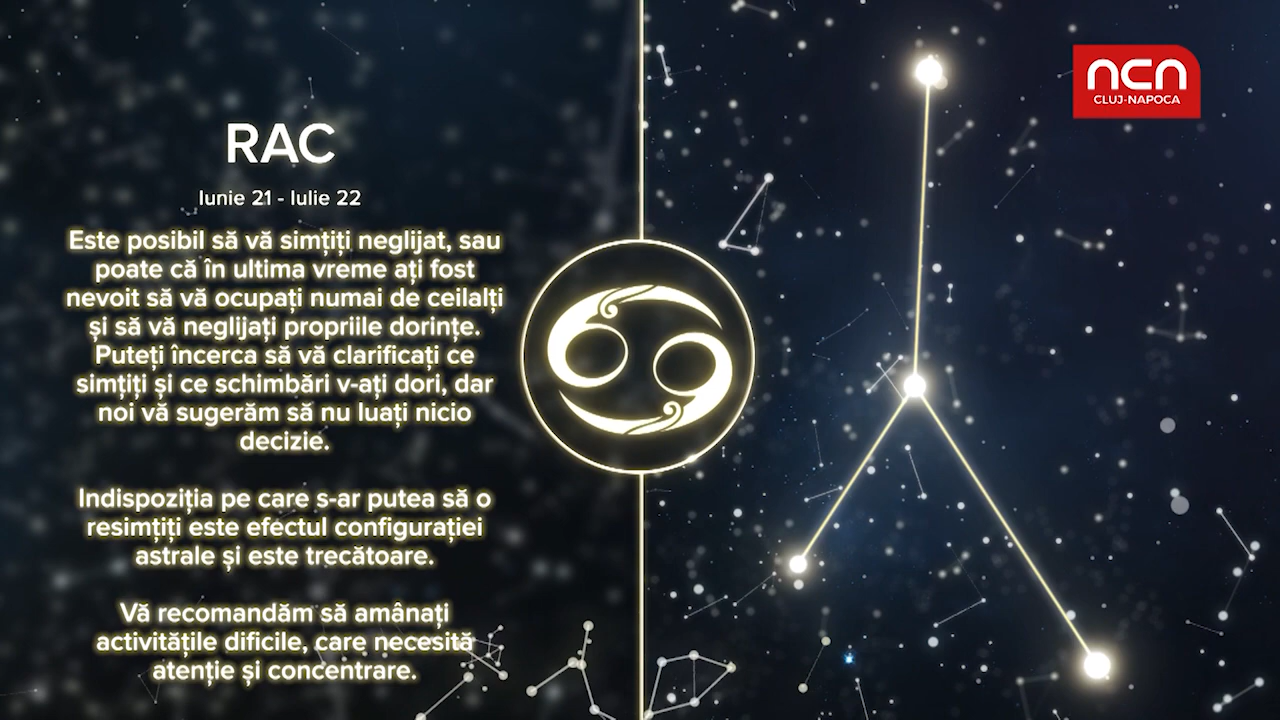 RAC
Iunie 21 - Iulie 22
Este posibil să vă simțiți neglijat, sau
poate că în ultima vreme ați fost
nevoit să vă ocupați numai de ceilalți
și să vă neglijați propriile dorințe.
Puteți încerca să vă clarificați ce
simțiți și ce schimbări v-ați dori, dar
noi vă sugerăm să nu luați nicio
decizie.
Indispoziția pe care s-ar putea să o
resimțiți este efectul configurației
astrale și este trecătoare.
Vă recomandăm să amânați
activitățile dificile, care necesită
atenție și concentrare.
ncn
CLUJ-NAPOCA